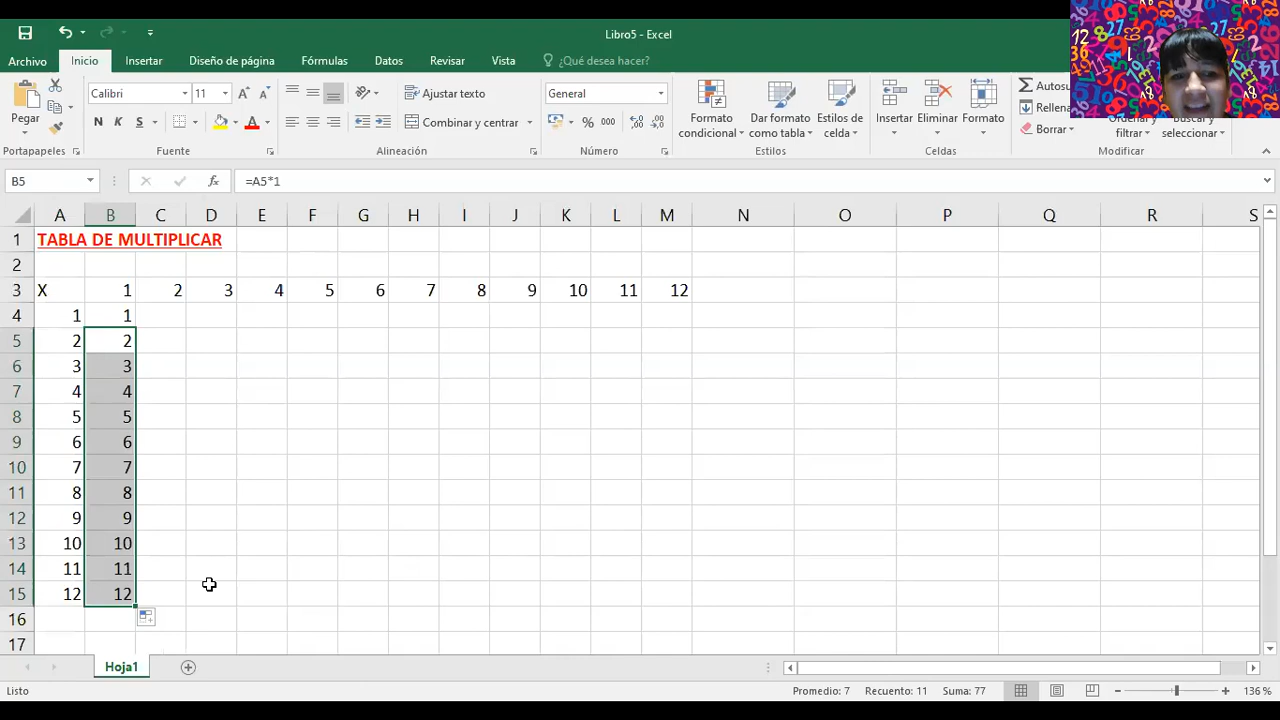 Libro5 - Excel
Archivo Inicio Insertar Diseño de página Fórmulas Datos Revisar Vista ¿Qué desea hacer?
Calibri 11 Ajustar texto General
Pegar N K S Combinar y centrar % 000
Formato condicional Dar formato como tabla Estilos de celda Insertar Eliminar Formato
Borrar Ordenar y filtrar Buscar y seleccionar
Portapapeles Fuente Alineación Número Estilos Celdas Modificar
B5 fx =A5*1
A B C D E F G H I J K L M N O P Q R S
1 TABLA DE MULTIPLICAR
2
3 X 1 2 3 4 5 6 7 8 9 10 11 12
4 1 1
5 2 2
6 3 3
7 4 4
8 5 5
9 6 6
10 7 7
11 8 8
12 9 9
13 10 10
14 11 11
15 12 12
16
17
Hoja1
Listo Promedio: 7 Recuento: 11 Suma: 77 136 %